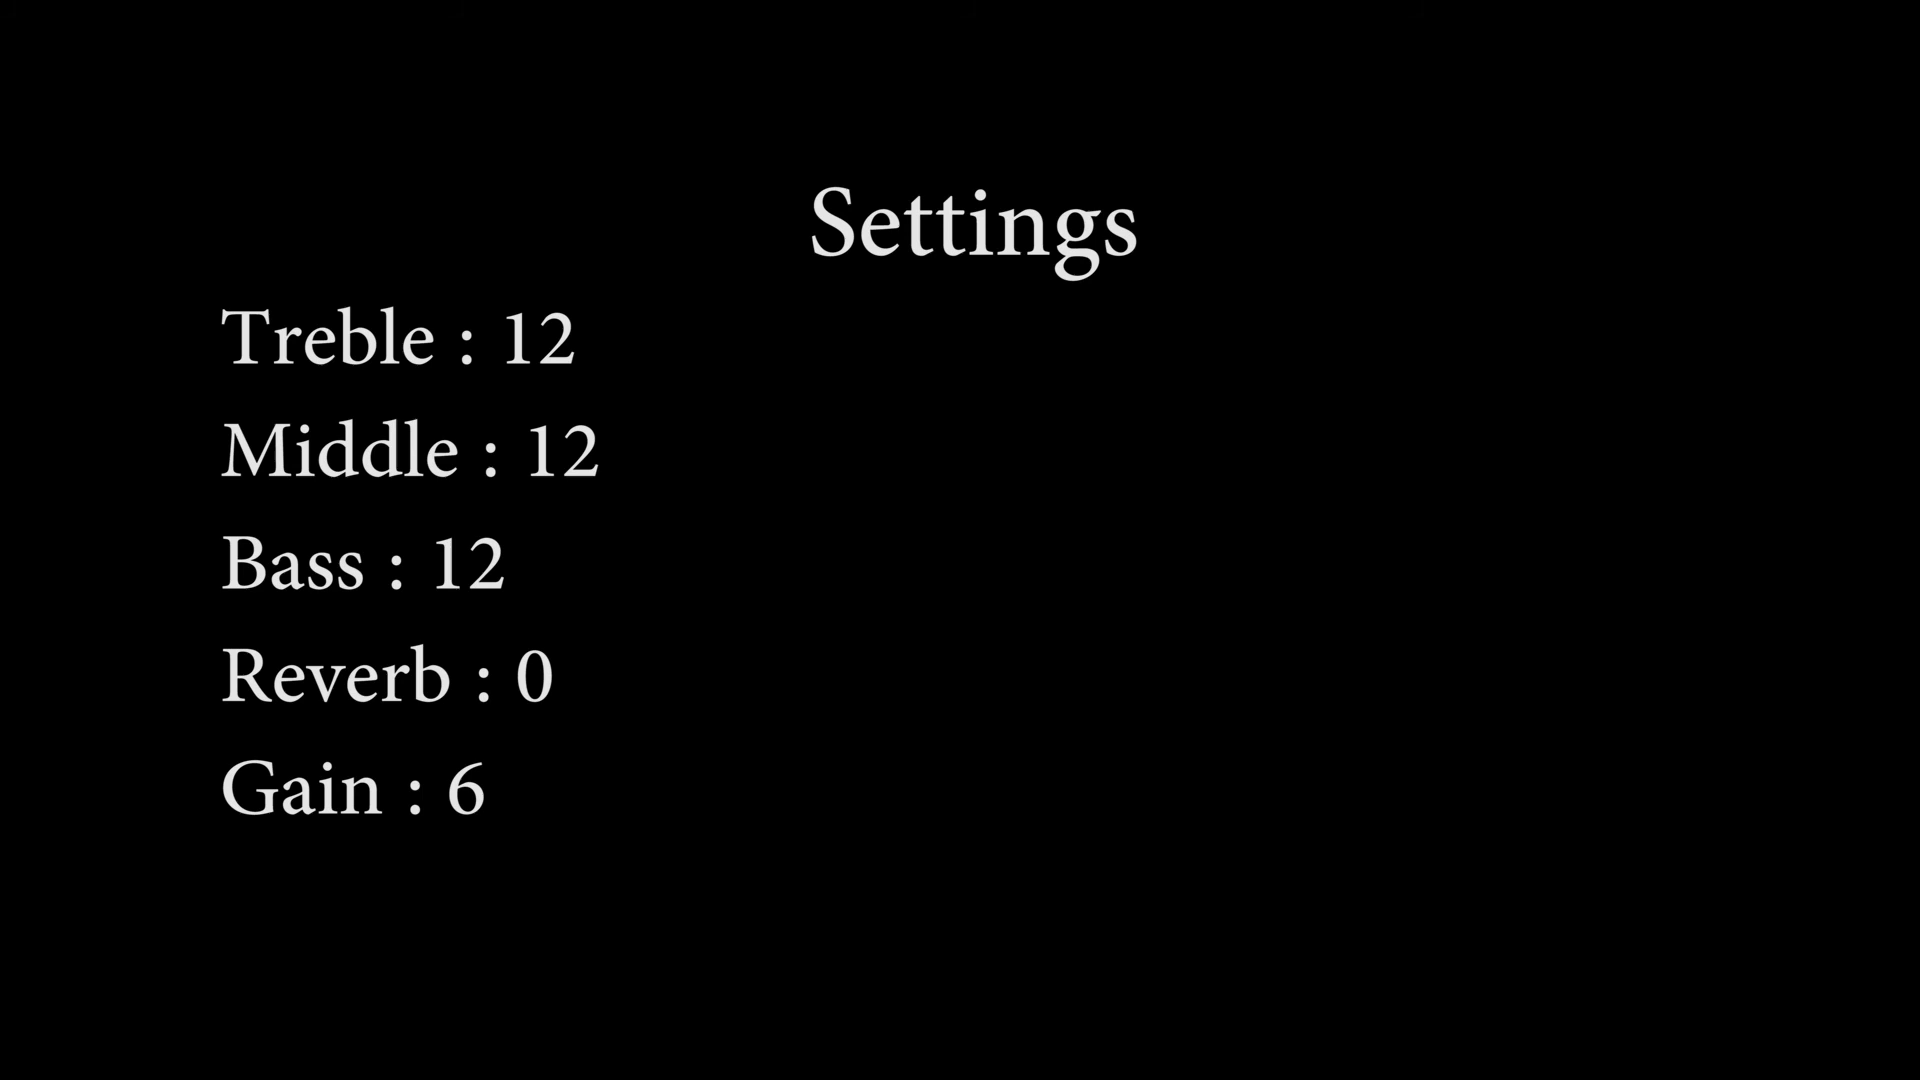 Settings
Treble : 12
Middle : 12
Bass : 12
Reverb : 0
Gain : 6